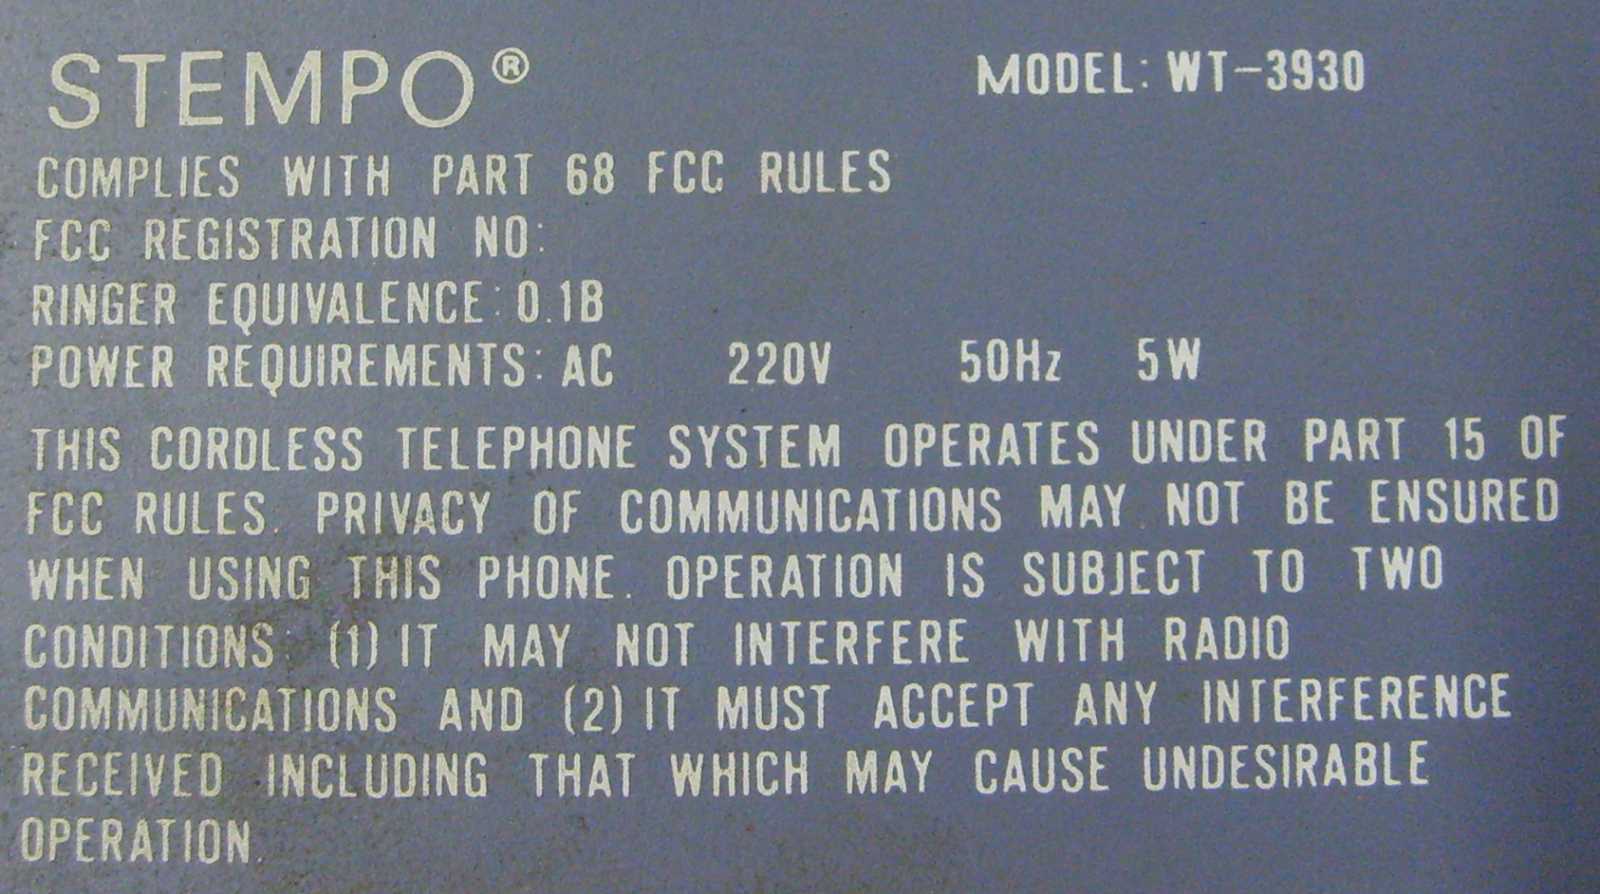 STEMPO® MODEL: WT-3930
COMPLIES WITH PART 68 FCC RULES
FCC REGISTRATION NO:
RINGER EQUIVALENCE: 0.1B
POWER REQUIREMENTS: AC 220V 50Hz 5W
THIS CORDLESS TELEPHONE SYSTEM OPERATES UNDER PART 15 OF
FCC RULES. PRIVACY OF COMMUNICATIONS MAY NOT BE ENSURED
WHEN USING THIS PHONE. OPERATION IS SUBJECT TO TWO
CONDITIONS: (1) IT MAY NOT INTERFERE WITH RADIO
COMMUNICATIONS AND (2) IT MUST ACCEPT ANY INTERFERENCE
RECEIVED INCLUDING THAT WHICH MAY CAUSE UNDESIRABLE
OPERATION.